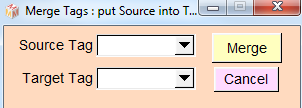 Merge Tags : put Source into T...
Source Tag
Merge
Target Tag
Cancel